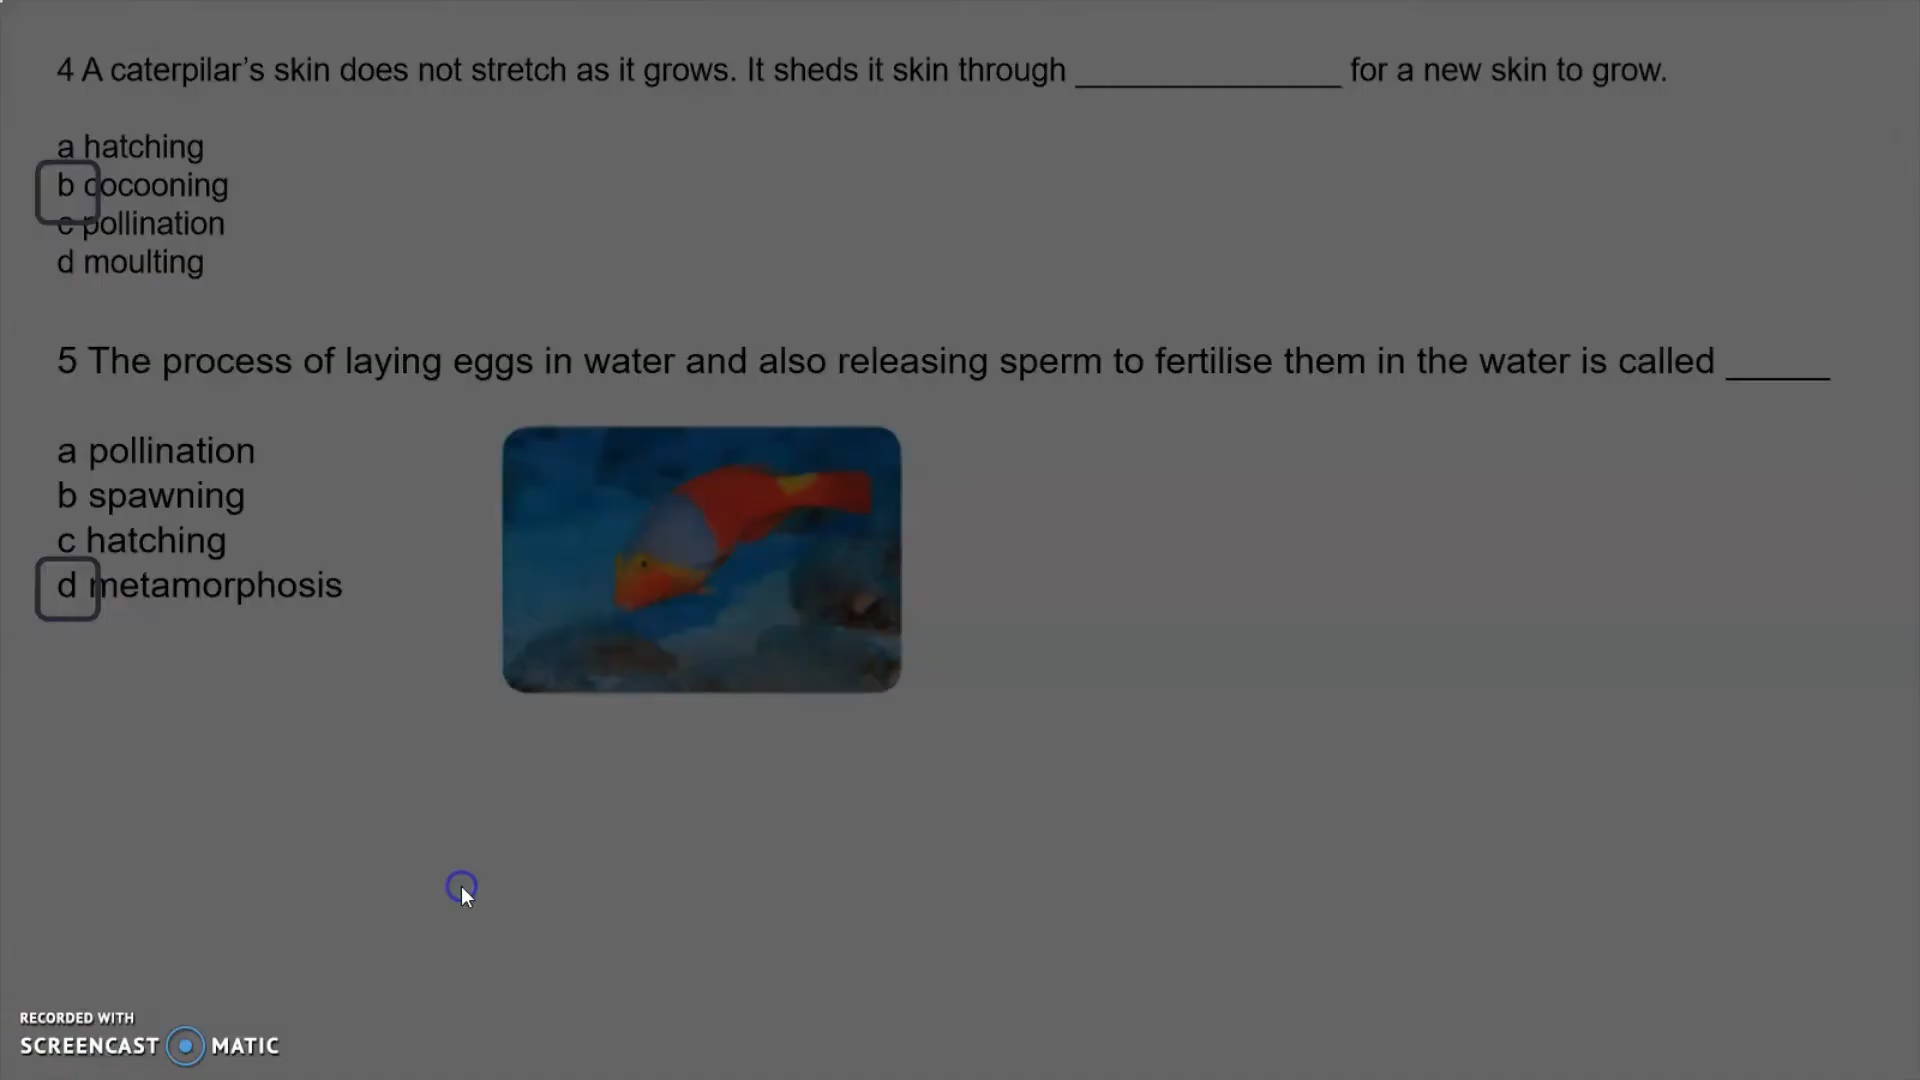 4 A caterpilar’s skin does not stretch as it grows. It sheds it skin through _______________ for a new skin to grow.
a hatching
b cocooning
c pollination
d moulting
5 The process of laying eggs in water and also releasing sperm to fertilise them in the water is called _____
a pollination
b spawning
c hatching
d metamorphosis
RECORDED WITH
SCREENCAST MATIC